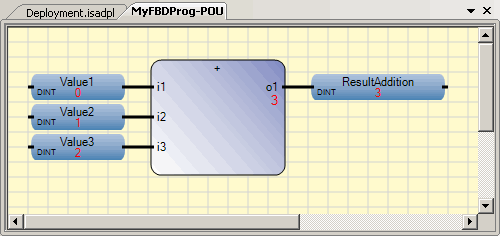 Deployment.isadpl MyFBDProg-POU
+
Value1 i1 o1 ResultAddition
DINT 0 3 DINT 3
Value2 i2
DINT 1
Value3 i3
DINT 2